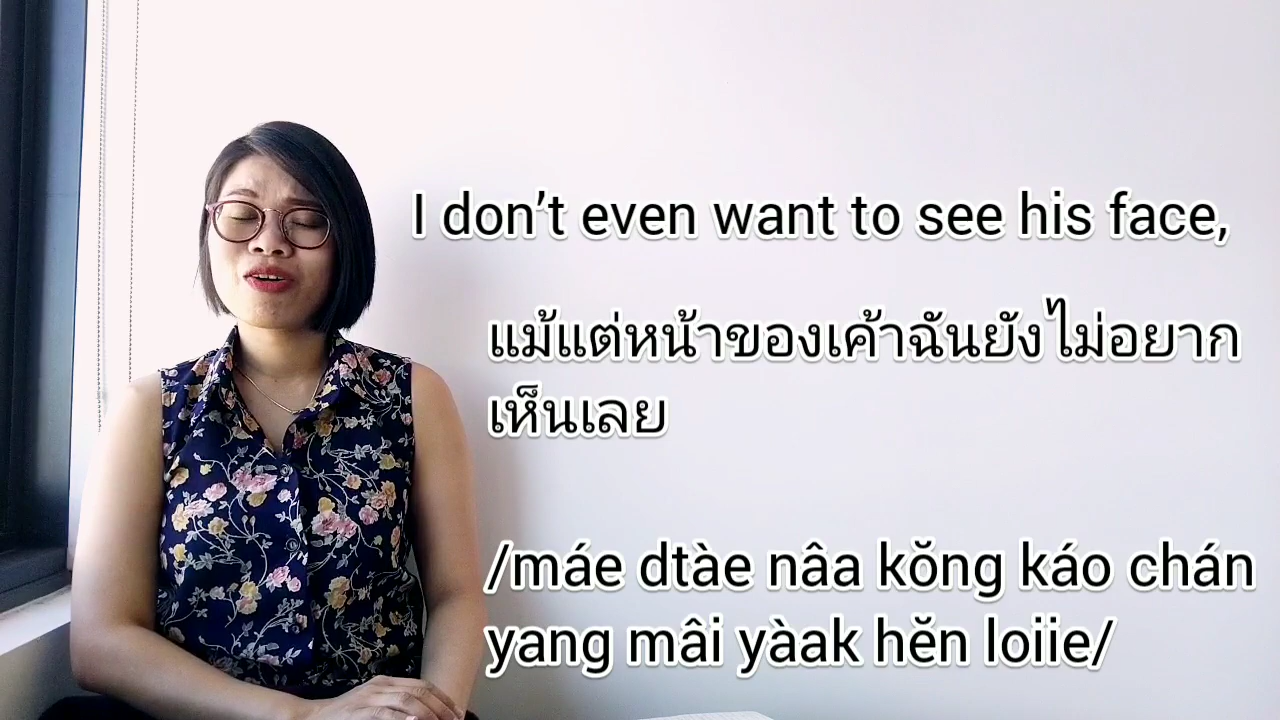 I don’t even want to see his face,
แม้แต่หน้าของเค้าฉันยังไม่อยาก
เห็นเลย
/máe dtàe nâa kŏng káo chán
yang mâi yàak hĕn loiie/